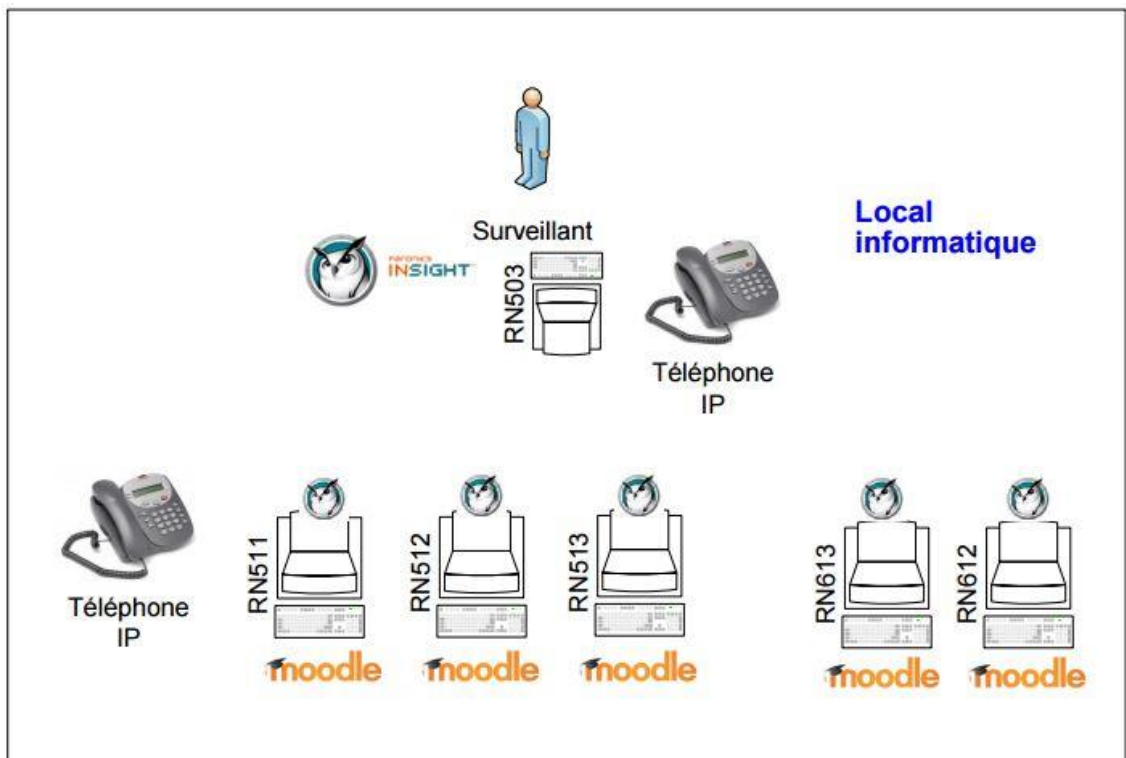 Local
informatique
Surveillant
FARONICS
INSIGHT
RN503
Téléphone
IP
Téléphone
IP
RN511
RN512
RN513
RN613
RN612
moodle
moodle
moodle
moodle
moodle